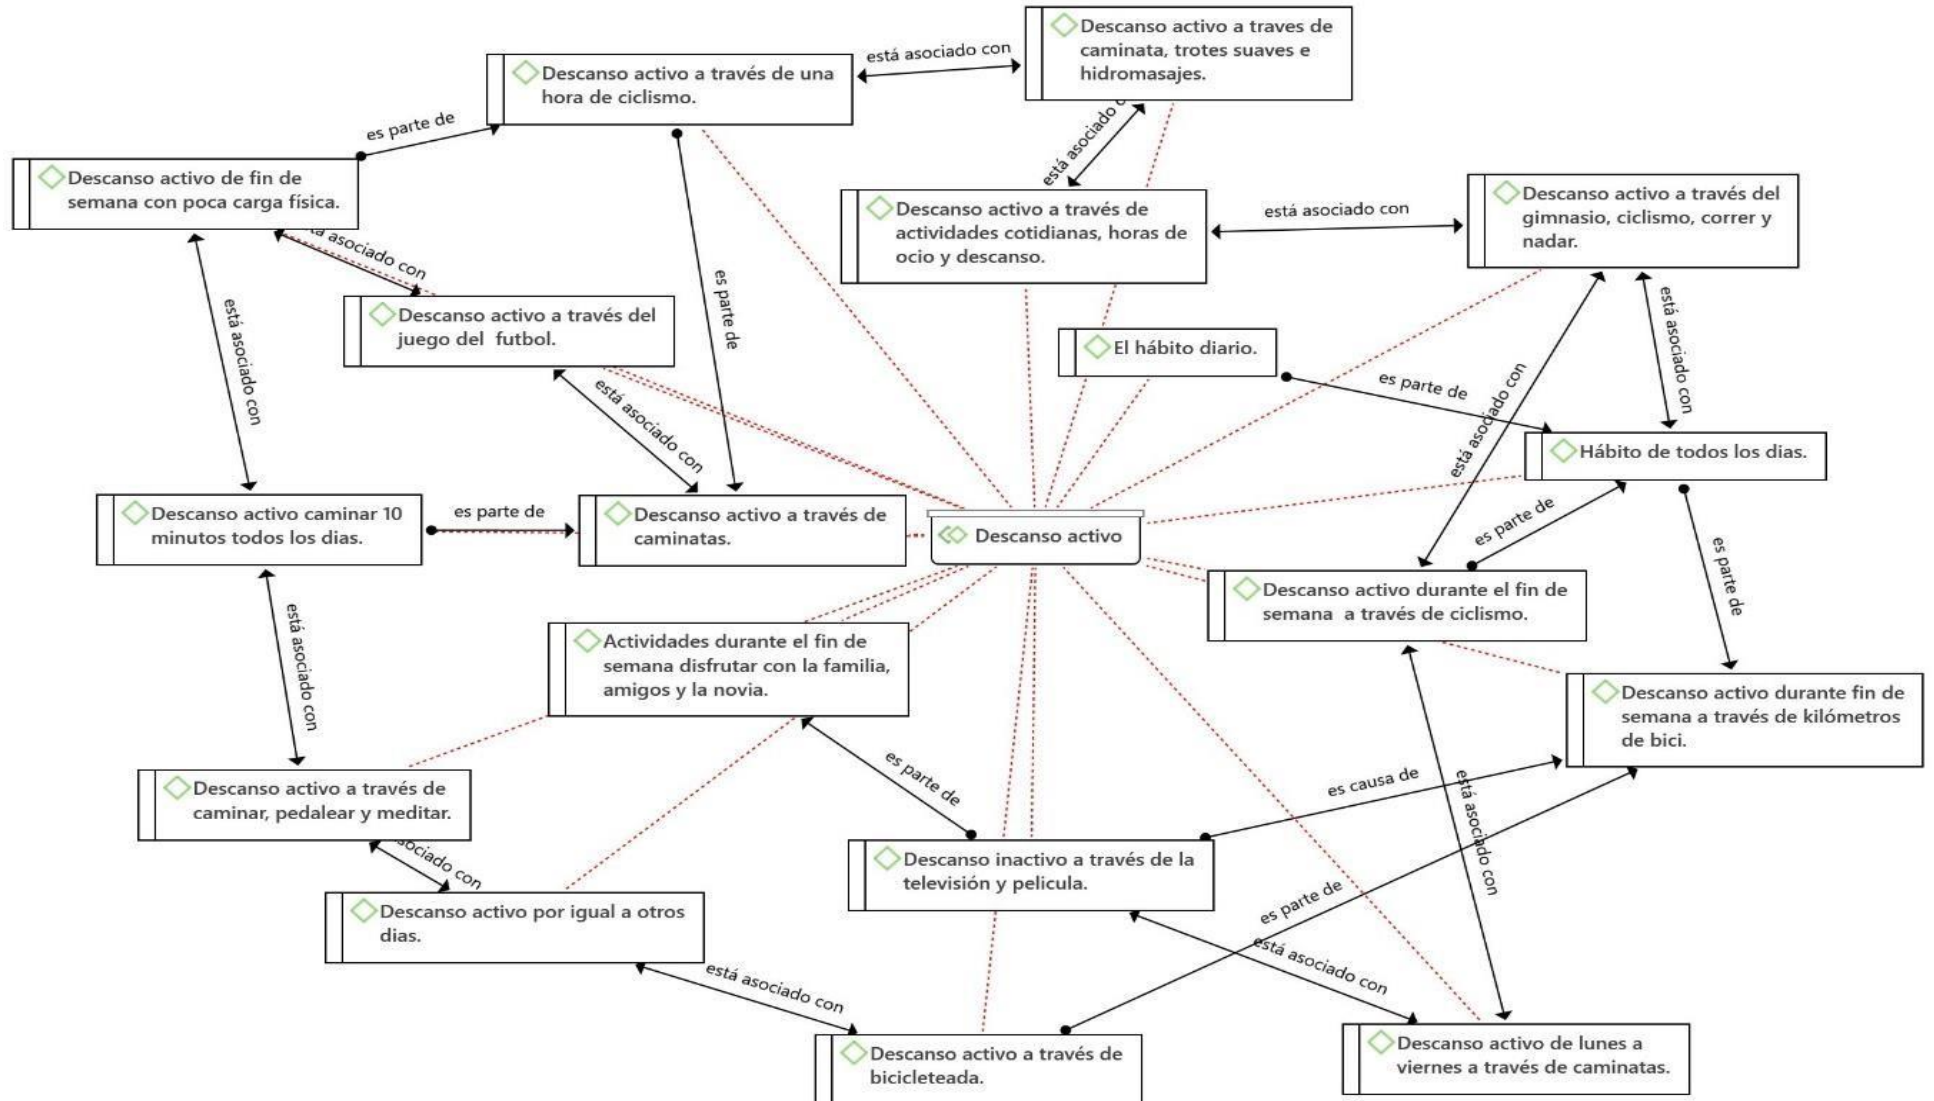 Descanso activo a traves de
caminata, trotes suaves e
hidromasajes.
está asociado con
Descanso activo a través de una
hora de ciclismo.
es parte de
está asociado
Descanso activo de fin de
semana con poca carga física.
Descanso activo a través del
gimnasio, ciclismo, correr y
nadar.
Descanso activo a través de
actividades cotidianas, horas de
ocio y descanso.
está asociado con
asociado con
es parte de
está asociado con
está asociado con
Descanso activo a través del
juego del futbol.
El hábito diario.
es parte de
está asociado con
está asociado con
Hábito de todos los dias.
Descanso activo caminar 10
minutos todos los dias.
es parte de
Descanso activo a través de
caminatas.
Descanso activo
es parte de
es parte de
Descanso activo durante el fin de
semana a través de ciclismo.
está asociado con
Actividades durante el fin de
semana disfrutar con la familia,
amigos y la novia.
Descanso activo durante fin de
semana a través de kilómetros
de bici.
es parte de
es causa de
está asociado con
Descanso activo a través de
caminar, pedalear y meditar.
sociado con
Descanso inactivo a través de la
televisión y pelicula.
es parte de
Descanso activo por igual a otros
dias.
está asociado con
está asociado con
Descanso activo a través de
bicicleteada.
Descanso activo de lunes a
viernes a través de caminatas.